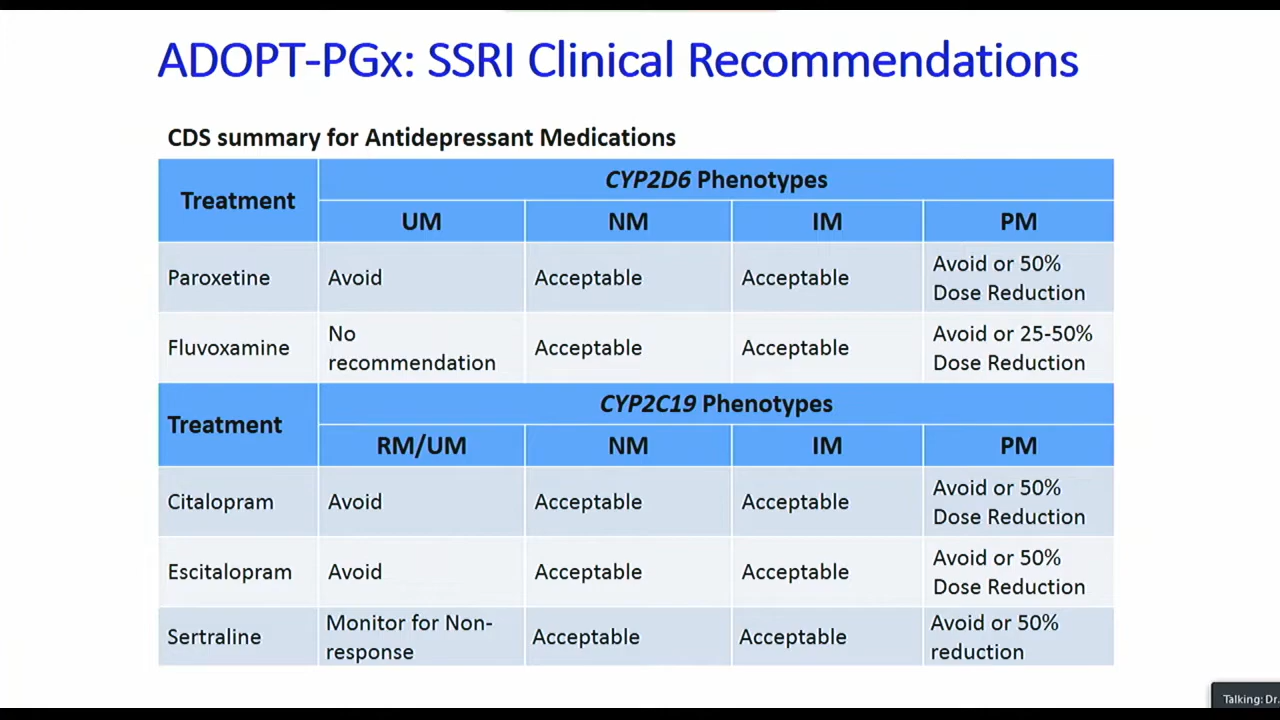 ADOPT-PGx: SSRI Clinical Recommendations
CDS summary for Antidepressant Medications
Treatment
CYP2D6 Phenotypes
UM NM IM PM
Paroxetine Avoid Acceptable Acceptable Avoid or 50%
Dose Reduction
Fluvoxamine No
recommendation Acceptable Acceptable Avoid or 25-50%
Dose Reduction
Treatment
CYP2C19 Phenotypes
RM/UM NM IM PM
Citalopram Avoid Acceptable Acceptable Avoid or 50%
Dose Reduction
Escitalopram Avoid Acceptable Acceptable Avoid or 50%
Dose Reduction
Sertraline Monitor for Non-
response Acceptable Acceptable Avoid or 50%
reduction
Talking: Dr.